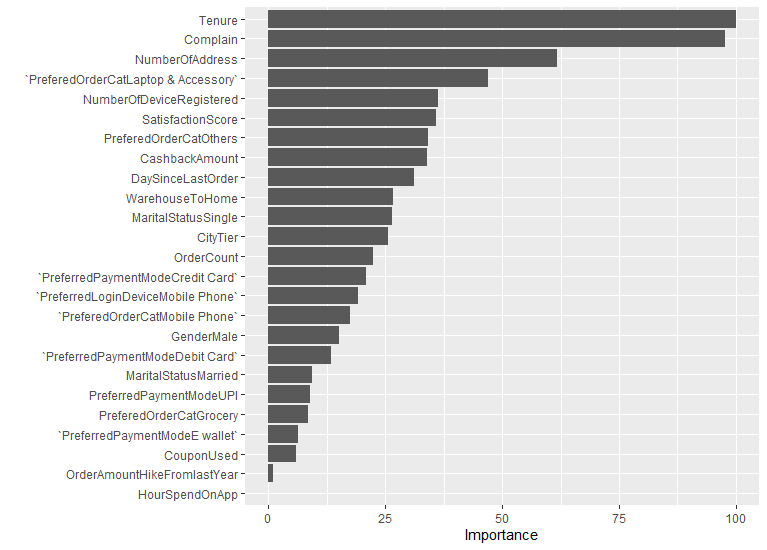 Tenure
Complain
NumberOfAddress
`PreferedOrderCatLaptop & Accessory`
NumberOfDeviceRegistered
SatisfactionScore
PreferedOrderCatOthers
CashbackAmount
DaySinceLastOrder
WarehouseToHome
MaritalStatusSingle
CityTier
OrderCount
`PreferredPaymentModeCredit Card`
`PreferredLoginDeviceMobile Phone`
`PreferedOrderCatMobile Phone`
GenderMale
`PreferredPaymentModeDebit Card`
MaritalStatusMarried
PreferredPaymentModeUPI
PreferedOrderCatGrocery
`PreferredPaymentModeE wallet`
CouponUsed
OrderAmountHikeFromlastYear
HourSpendOnApp
0 25 50 75 100
Importance